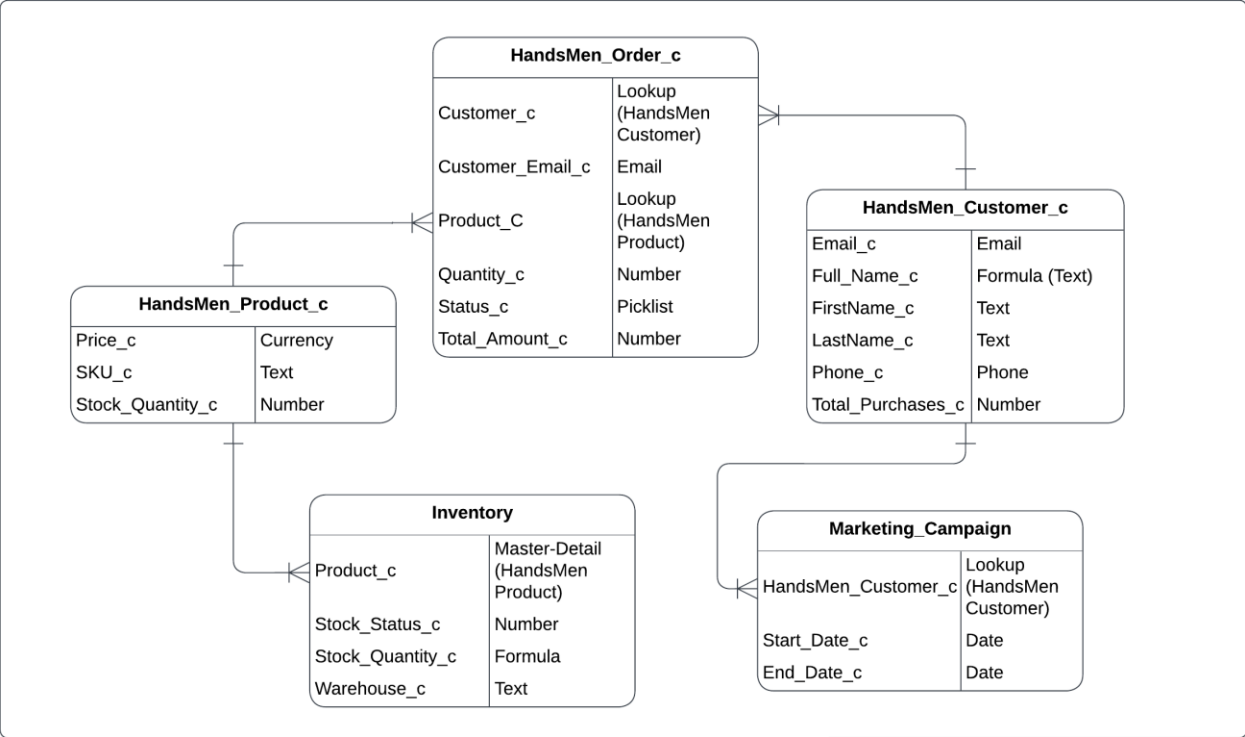 HandsMen_Order_c
Customer_c
Lookup
(HandsMen
Customer)
Customer_Email_c
Email
Product_C
Lookup
(HandsMen
Product)
Quantity_c
Number
Status_c
Picklist
Total_Amount_c
Number
HandsMen_Customer_c
Email_c
Email
Full_Name_c
Formula (Text)
FirstName_c
Text
LastName_c
Text
Phone_c
Phone
Total_Purchases_c
Number
HandsMen_Product_c
Price_c
Currency
SKU_c
Text
Stock_Quantity_c
Number
Inventory
Product_c
Master-Detail
(HandsMen
Product)
Stock_Status_c
Number
Stock_Quantity_c
Formula
Warehouse_c
Text
Marketing_Campaign
HandsMen_Customer_c
Lookup
(HandsMen
Customer)
Start_Date_c
Date
End_Date_c
Date